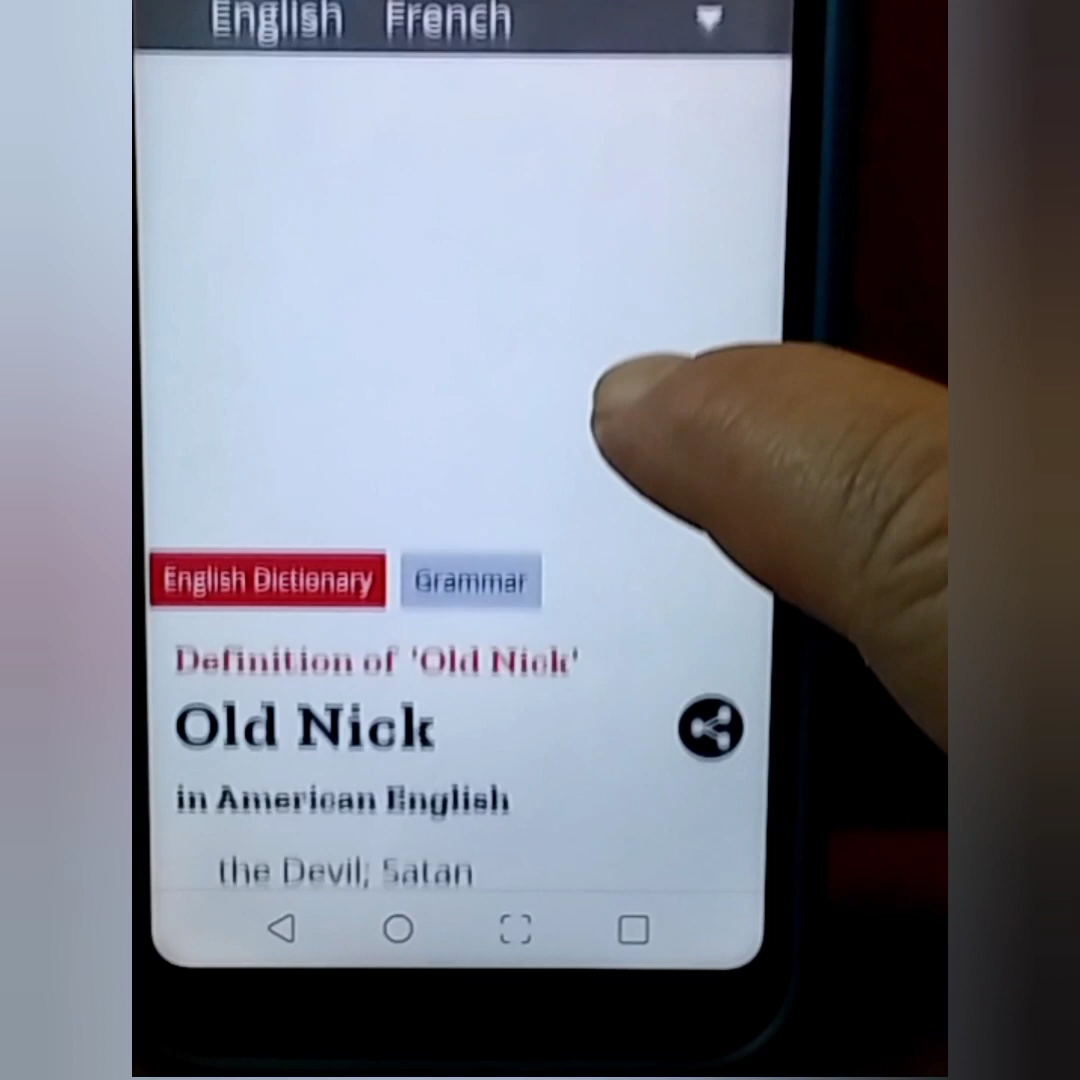 English French
English Dictionary Grammar
Definition of 'Old Nick'
Old Nick
in American English
the Devil; Satan